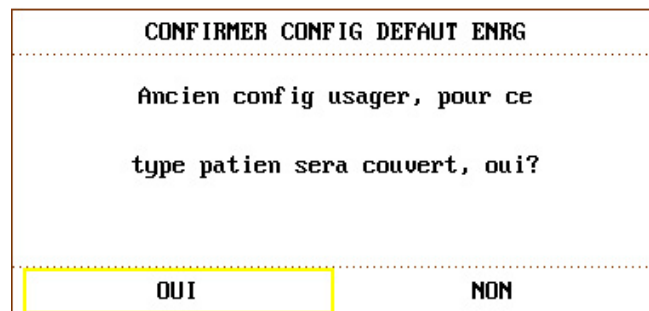 CONFIRMER CONFIG DEFAUT ENRG
Ancien config usager, pour ce
type patien sera couvert, oui?
OUI NON